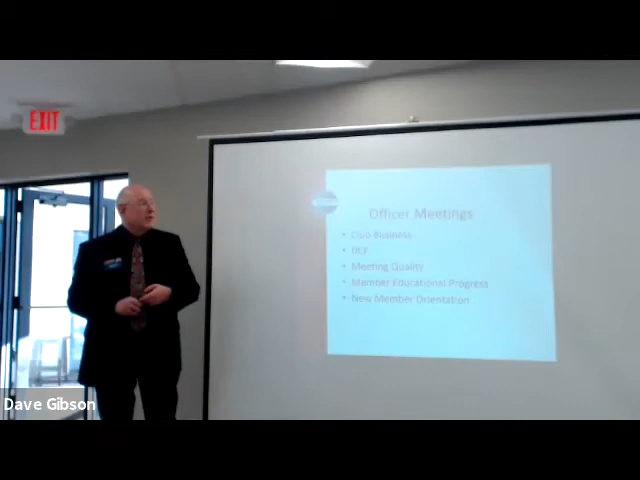 EXIT
Officer Meetings
• Club Business
• DCP
• Meeting Quality
• Member Educational Progress
• New Member Orientation
Dave Gibson